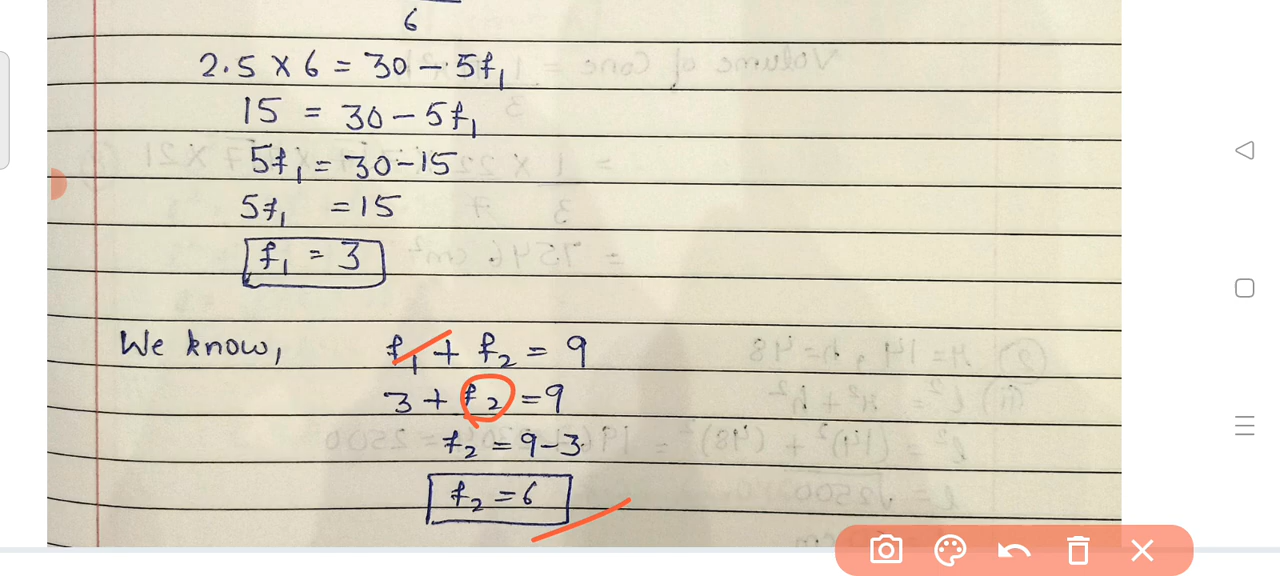 6
2.5 × 6 = 30 - 5f₁
15 = 30 - 5f₁
5f₁ = 30 - 15
5f₁ = 15
f₁ = 3
We know, f₁ + f₂ = 9
3 + f₂ = 9
f₂ = 9 - 3
f₂ = 6